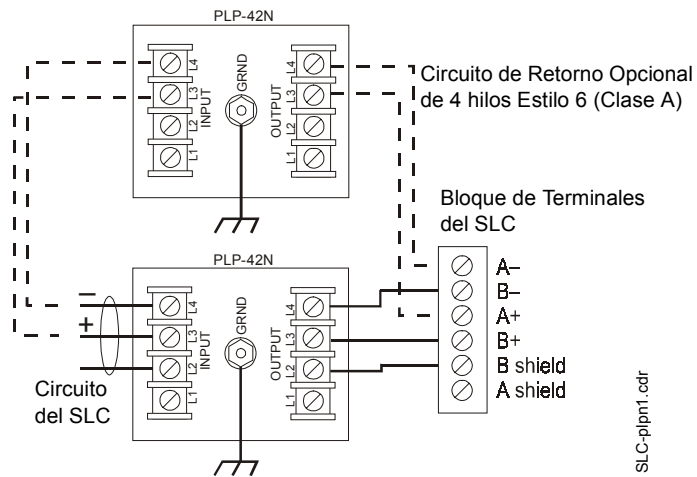 PLP-42N
L4
L3
L2
L1
INPUT
GRND
OUTPUT
L4
L3
L2
L1
Circuito de Retorno Opcional
de 4 hilos Estilo 6 (Clase A)
Bloque de Terminales
del SLC
PLP-42N
L4
L3
L2
L1
INPUT
GRND
OUTPUT
L4
L3
L2
L1
–
+
Circuito
del SLC
A–
B–
A+
B+
B shield
A shield
SLC-plpn1.cdr